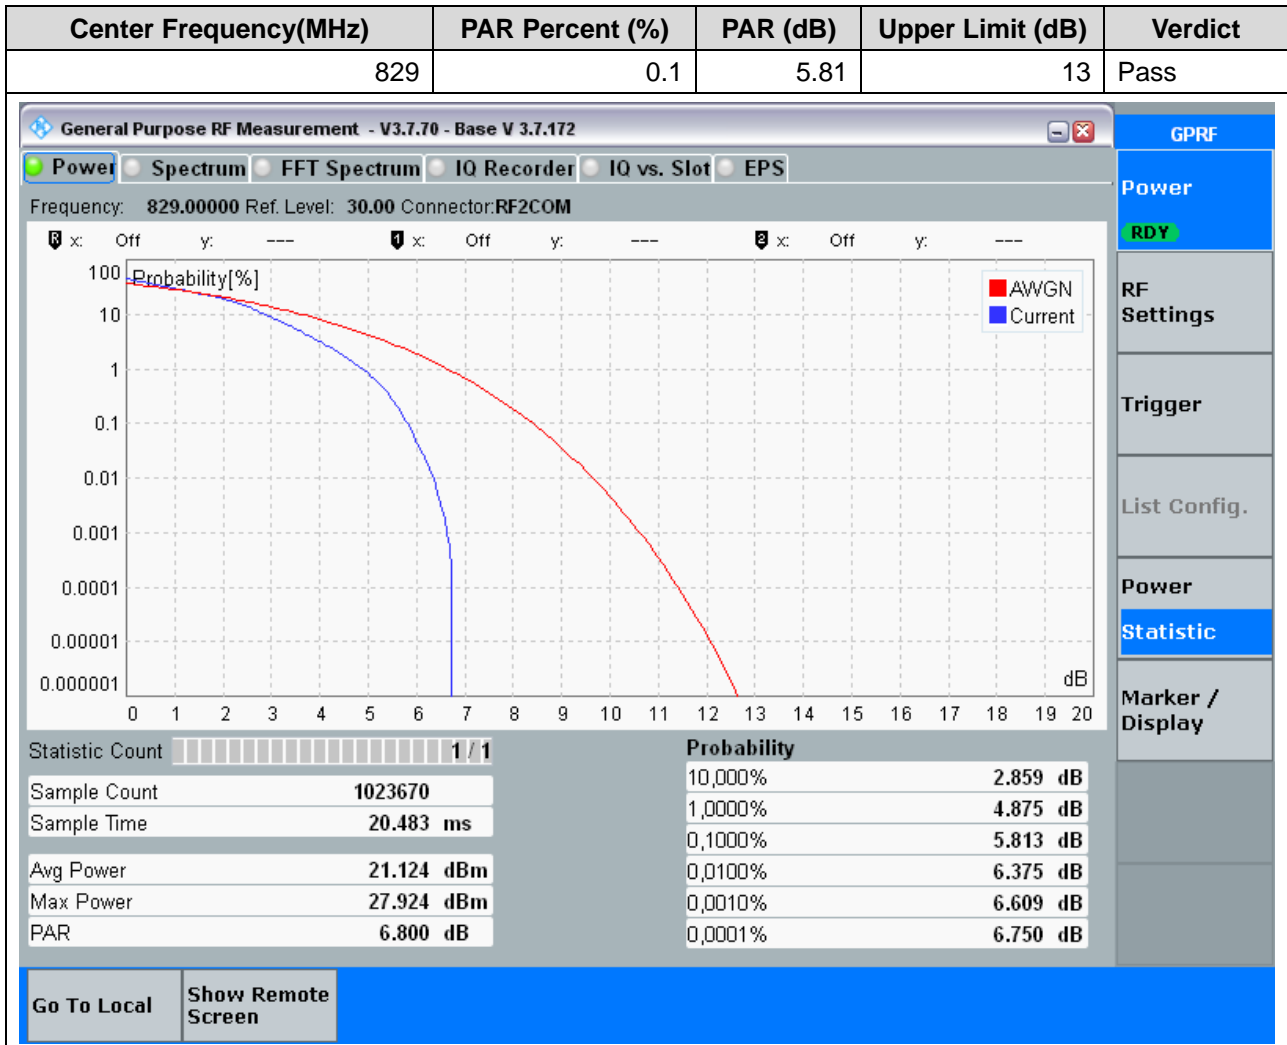 Center Frequency(MHz) PAR Percent (%) PAR (dB) Upper Limit (dB) Verdict
829 0.1 5.81 13 Pass
General Purpose RF Measurement - V3.7.70 - Base V 3.7.172
GPRF
Power Spectrum FFT Spectrum IQ Recorder IQ vs. Slot EPS
Power
RDY
Frequency: 829.00000 Ref. Level: 30.00 Connector:RF2COM
R x: Off y: --- 1 x: Off y: --- 2 x: Off y: ---
Probability[%]
AWGN
Current
100
10
1
0.1
0.01
0.001
0.0001
0.00001
0.000001
dB
0 1 2 3 4 5 6 7 8 9 10 11 12 13 14 15 16 17 18 19 20
RF
Settings
Trigger
List Config.
Power
Statistic
Marker /
Display
Statistic Count 1 / 1
Sample Count 1023670
Sample Time 20.483 ms
Avg Power 21.124 dBm
Max Power 27.924 dBm
PAR 6.800 dB
Probability
10,000% 2.859 dB
1,0000% 4.875 dB
0,1000% 5.813 dB
0,0100% 6.375 dB
0,0010% 6.609 dB
0,0001% 6.750 dB
Go To Local
Show Remote
Screen